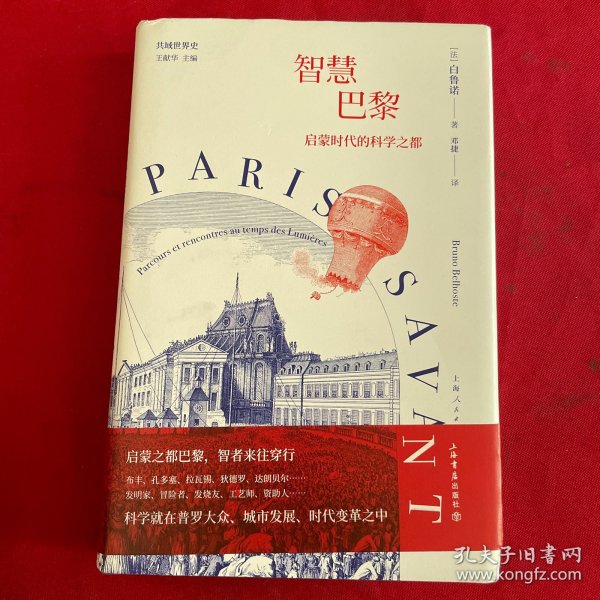 共域世界史
王献华 主编
智慧
巴黎
启蒙时代的科学之都
[法] 白鲁诺 —— 著
邓捷 —— 译
PARIS SAVANT
Parcours et rencontres au temps des Lumières
Bruno Belhoste
上海人
上海书店出版社
启蒙之都巴黎，智者来往穿行
布丰、孔多塞、拉瓦锡、狄德罗、达朗贝尔……
发明家、冒险者、发烧友、工艺师、资助人……
科学就在普罗大众、城市发展、时代变革之中
孔夫子旧书网
www.kongfz.com